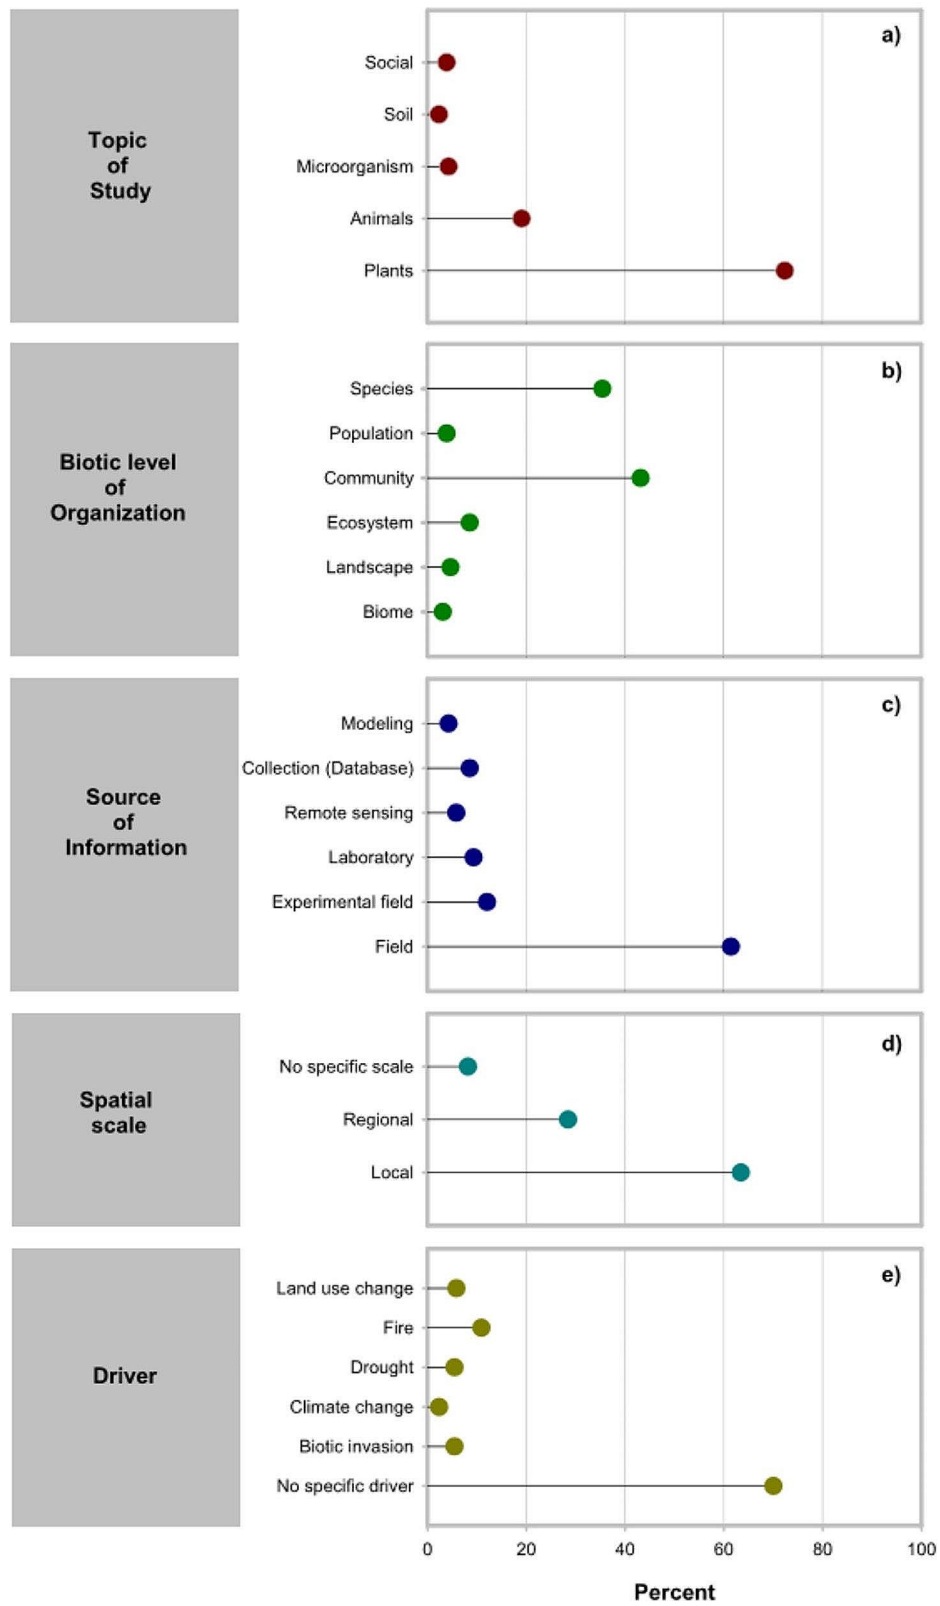 Topic
of
Study
a)
Social
Soil
Microorganism
Animals
Plants
Biotic level
of
Organization
b)
Species
Population
Community
Ecosystem
Landscape
Biome
Source
of
Information
c)
Modeling
Collection (Database)
Remote sensing
Laboratory
Experimental field
Field
Spatial
scale
d)
No specific scale
Regional
Local
Driver
e)
Land use change
Fire
Drought
Climate change
Biotic invasion
No specific driver
0 20 40 60 80 100
Percent